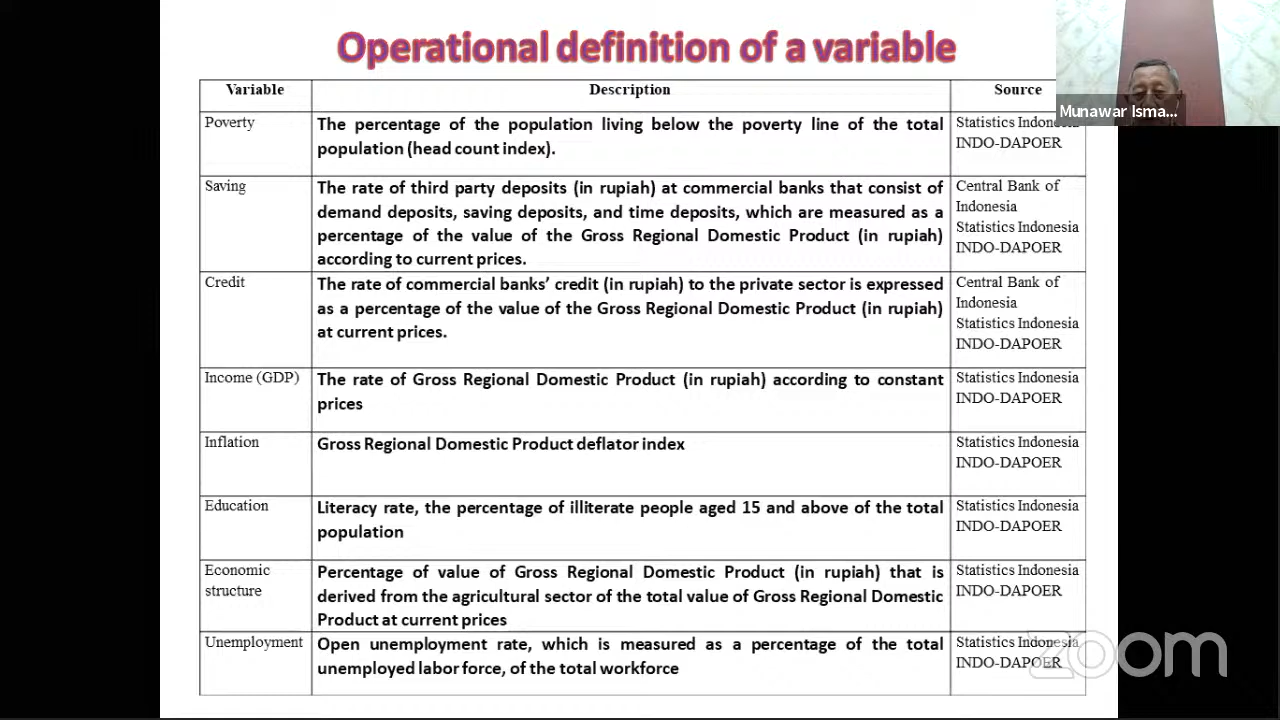 Operational definition of a variable
Munawar Isma...
Variable Description Source
Poverty
The percentage of the population living below the poverty line of the total
population (head count index).
Statistics Indonesia
INDO-DAPOER
Saving
The rate of third party deposits (in rupiah) at commercial banks that consist of
demand deposits, saving deposits, and time deposits, which are measured as a
percentage of the value of the Gross Regional Domestic Product (in rupiah)
according to current prices.
Central Bank of
Indonesia
Statistics Indonesia
INDO-DAPOER
Credit
The rate of commercial banks’ credit (in rupiah) to the private sector is expressed
as a percentage of the value of the Gross Regional Domestic Product (in rupiah)
at current prices.
Central Bank of
Indonesia
Statistics Indonesia
INDO-DAPOER
Income (GDP)
The rate of Gross Regional Domestic Product (in rupiah) according to constant
prices
Statistics Indonesia
INDO-DAPOER
Inflation
Gross Regional Domestic Product deflator index
Statistics Indonesia
INDO-DAPOER
Education
Literacy rate, the percentage of illiterate people aged 15 and above of the total
population
Statistics Indonesia
INDO-DAPOER
Economic
structure
Percentage of value of Gross Regional Domestic Product (in rupiah) that is
derived from the agricultural sector of the total value of Gross Regional Domestic
Product at current prices
Statistics Indonesia
INDO-DAPOER
Unemployment
Open unemployment rate, which is measured as a percentage of the total
unemployed labor force, of the total workforce
Statistics Indonesia
INDO-DAPOER
zoom